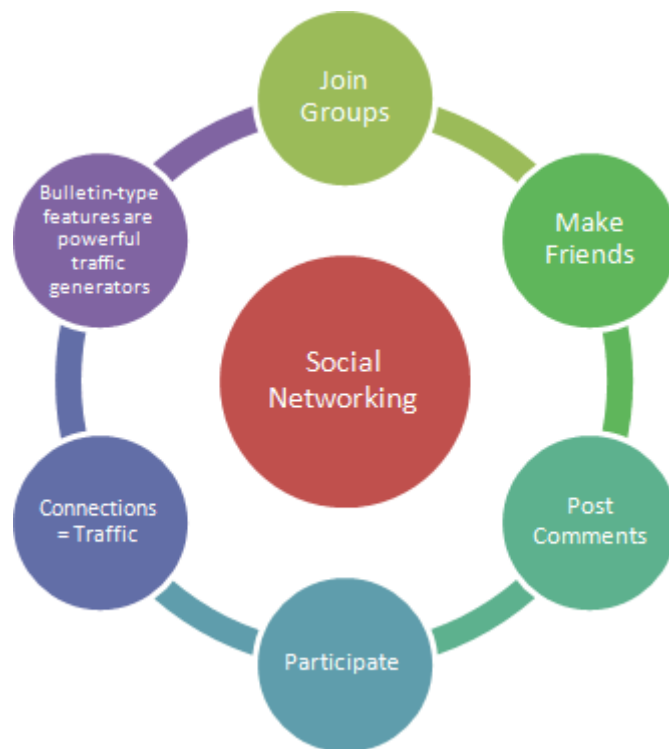 Join
Groups
Make
Friends
Post
Comments
Participate
Connections
= Traffic
Bulletin-type
features are
powerful
traffic
generators
Social
Networking